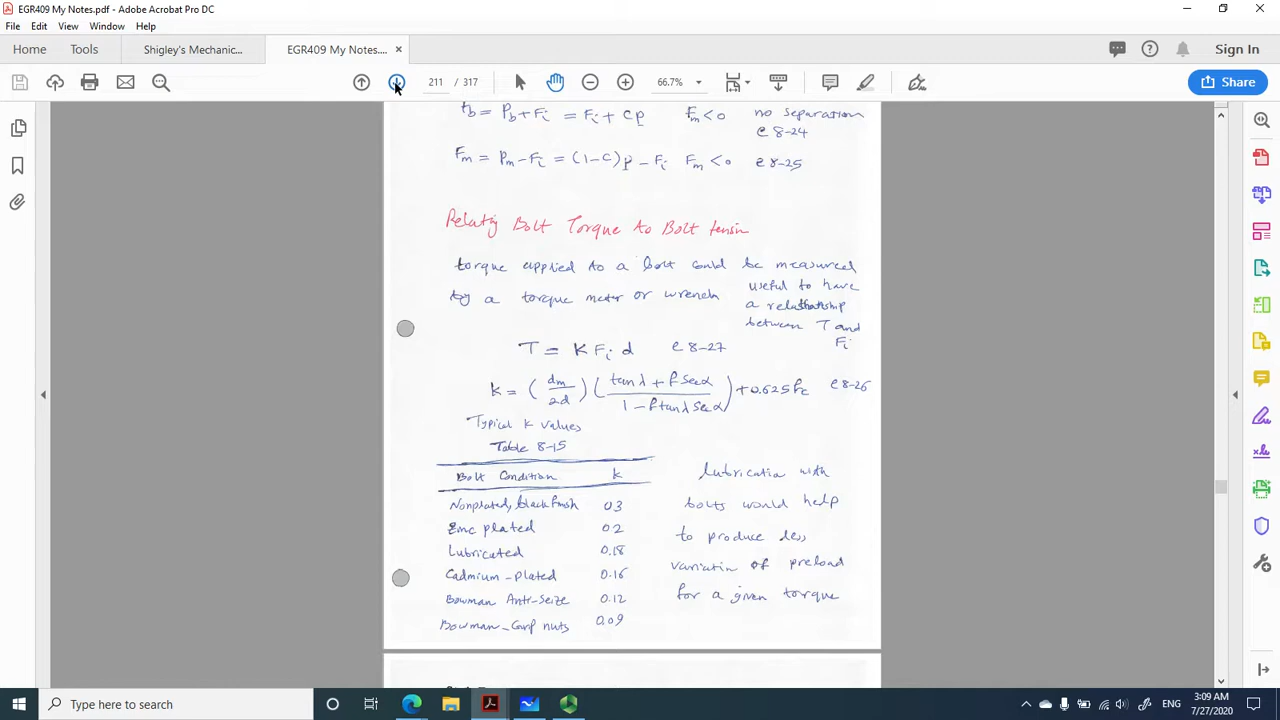 EGR409 My Notes.pdf - Adobe Acrobat Pro DC
File Edit View Window Help
Home Tools Shigley's Mechanic... EGR409 My Notes.... × Sign In
211 / 317 66.7% Share
tb = Pb + Fi = Fi + CP Fm < 0 no separation
e 8-24
Fm = Pm - Fi = (1-C)P - Fi Fm < 0 e 8-25
Relating Bolt Torque to Bolt tension
torque applied to a bolt could be measured
by a torque meter or wrench useful to have
a relationship
between T and
Fi
T = K Fi d e 8-27
K = (dm/2d) (tanλ + f secα / 1 - f tanλ secα) + 0.625 fc e 8-26
Typical K values
Table 8-15
Bolt Condition K
Nonplated, black finish 0.3
Zinc plated 0.2
Lubricated 0.18
Cadmium-plated 0.16
Bowman Anti-Seize 0.12
Bowman-Grip nuts 0.09
lubrication with
bolts would help
to produce less
variation of preload
for a given torque
Type here to search
ENG 3:09 AM
7/27/2020